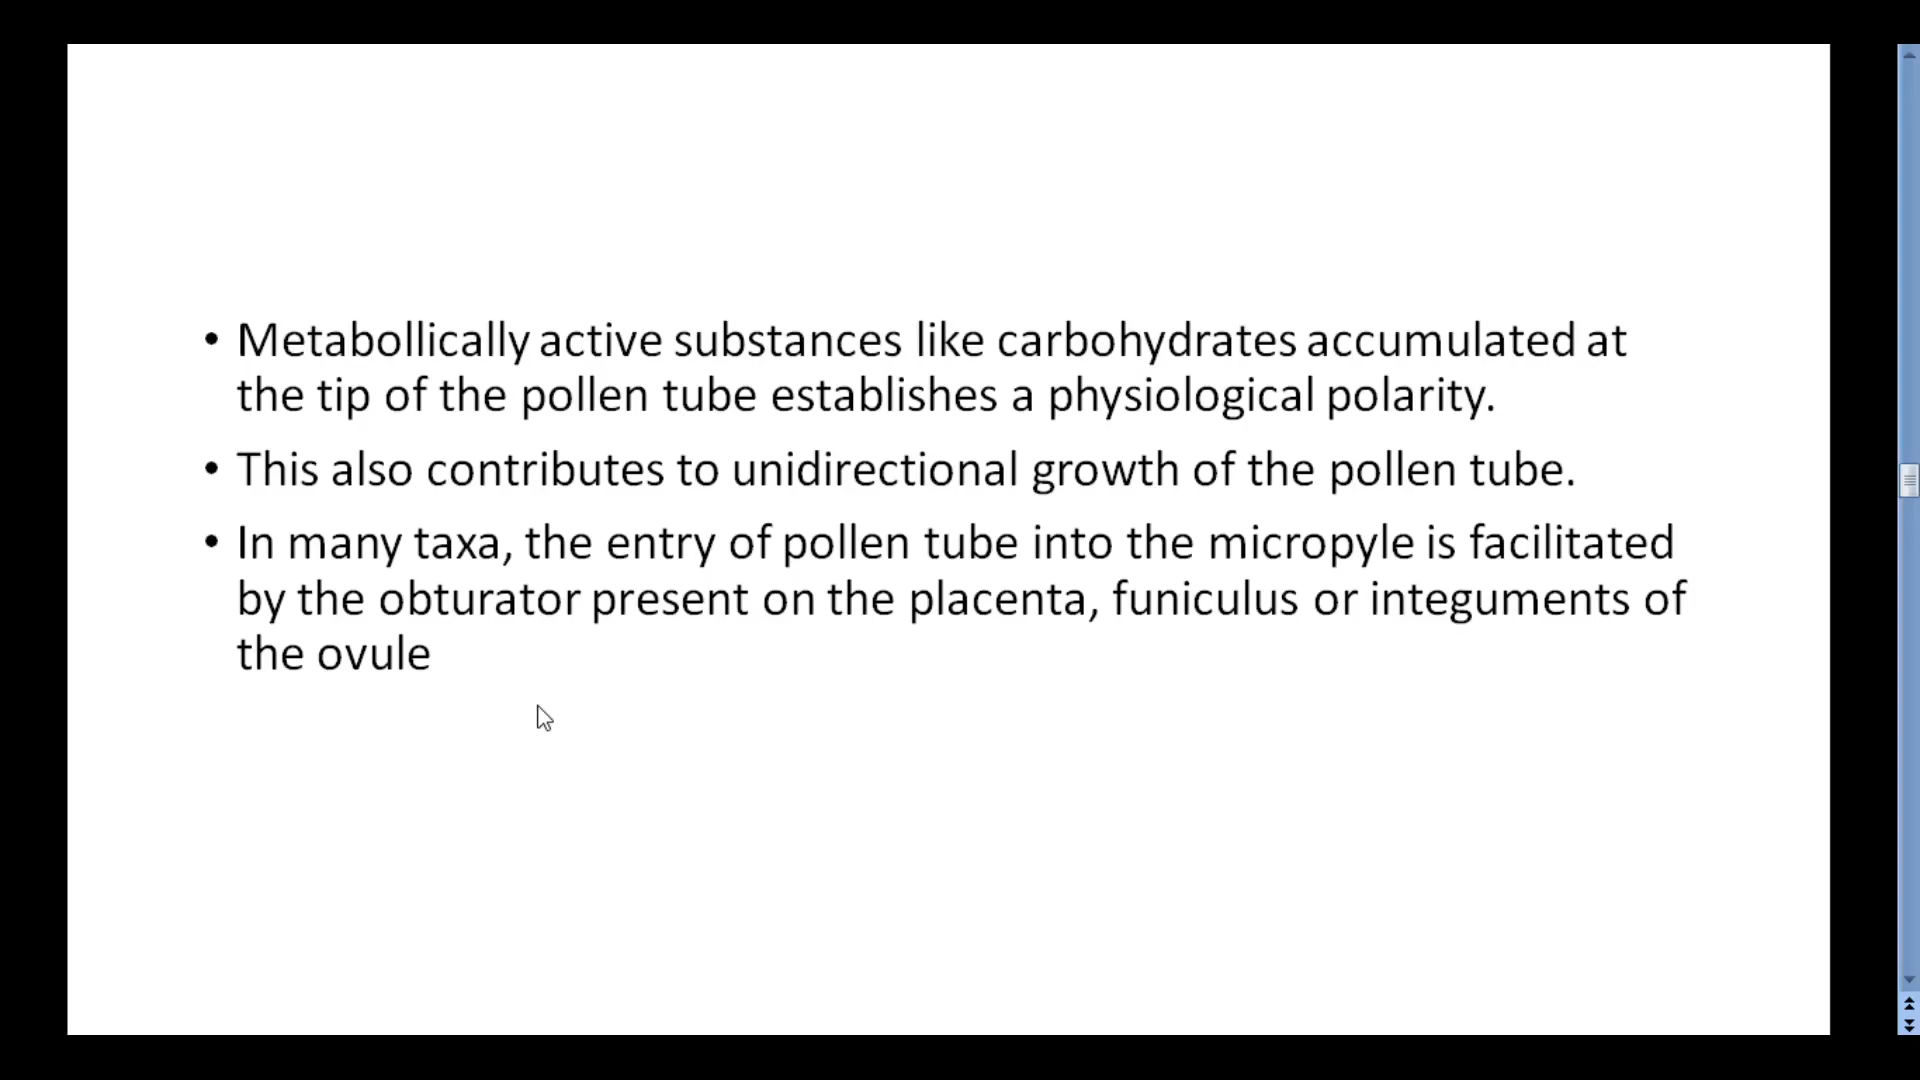 • Metabollically active substances like carbohydrates accumulated at
the tip of the pollen tube establishes a physiological polarity.
• This also contributes to unidirectional growth of the pollen tube.
• In many taxa, the entry of pollen tube into the micropyle is facilitated
by the obturator present on the placenta, funiculus or integuments of
the ovule